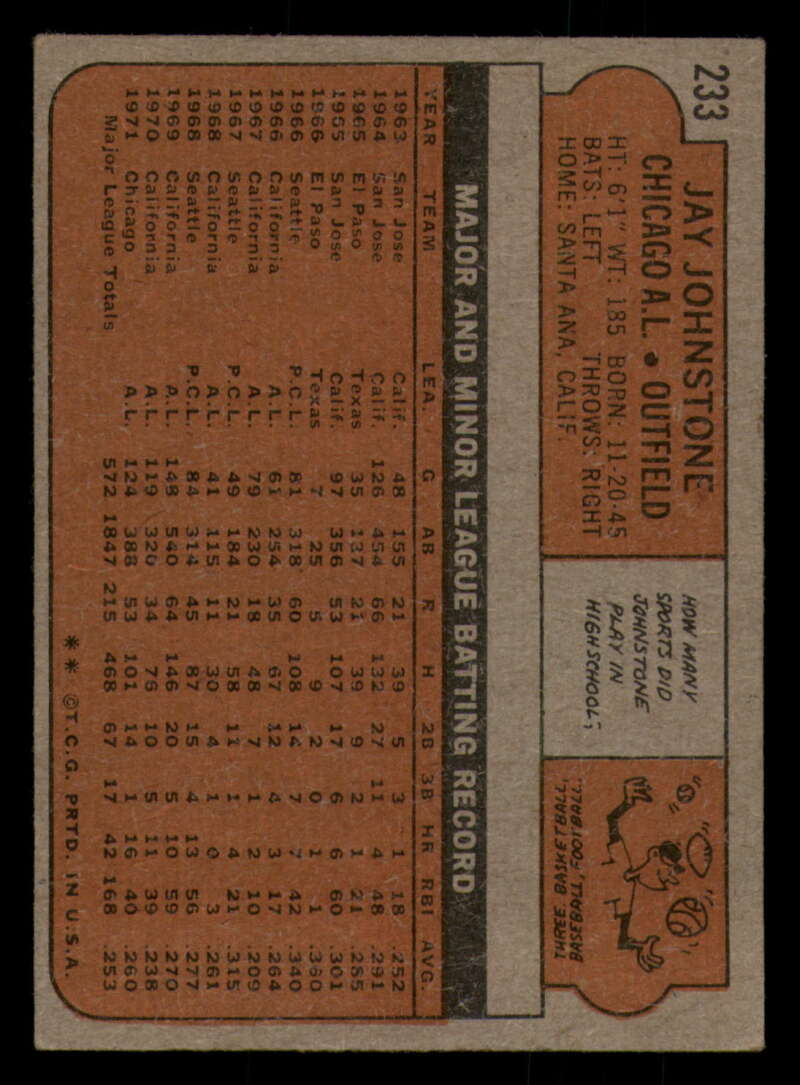 233
JAY JOHNSTONE
CHICAGO A.L. • OUTFIELD
HT: 6'1" WT: 185 BORN: 11-20-45
BATS: LEFT THROWS: RIGHT
HOME: SANTA ANA, CALIF.
HOW MANY
SPORTS DID
JOHNSTONE
PLAY IN
HIGH SCHOOL?
THREE. BASKETBALL,
BASEBALL, FOOTBALL.
MAJOR AND MINOR LEAGUE BATTING RECORD
YEAR TEAM LEA. G AB R H 2B 3B HR RBI AVG.
1963 San Jose Calif. 48 155 21 39 5 3 1 18 .252
1964 San Jose Calif. 126 454 66 132 27 11 4 48 .291
1965 El Paso Texas 35 137 21 39 9 2 1 21 .285
1965 San Jose Calif. 97 356 53 107 17 6 6 60 .301
1966 El Paso Texas 7 25 5 9 2 0 1 1 .360
1966 Seattle P.C.L. 81 318 60 108 14 7 7 42 .340
1966 California A.L. 61 254 35 67 12 4 3 17 .264
1967 California A.L. 79 230 18 48 7 1 2 10 .209
1967 Seattle P.C.L. 49 184 21 58 11 1 4 21 .315
1968 California A.L. 41 115 11 30 4 1 0 3 .261
1968 Seattle P.C.L. 84 314 45 87 15 4 13 56 .277
1969 California A.L. 148 540 64 146 20 5 10 59 .270
1970 California A.L. 119 320 34 76 10 5 11 39 .238
1971 Chicago A.L. 124 388 53 101 14 1 16 40 .260
Major League Totals 572 1847 215 468 67 17 42 168 .253
** ©T.C.G. PRTD. IN U.S.A.